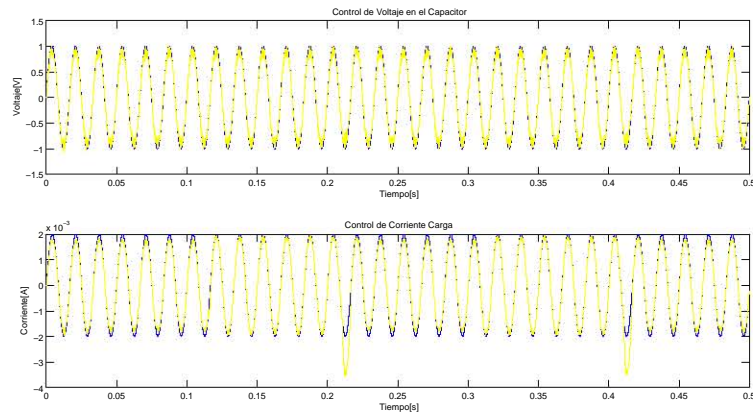 Control de Voltaje en el Capacitor
1.5
1
0.5
0
−0.5
−1
−1.5
Voltaje[V]
0 0.05 0.1 0.15 0.2 0.25 0.3 0.35 0.4 0.45 0.5
Tiempo[s]
Control de Corriente Carga
x 10⁻³
2
1
0
−1
−2
−3
−4
Corriente[A]
0 0.05 0.1 0.15 0.2 0.25 0.3 0.35 0.4 0.45 0.5
Tiempo[s]